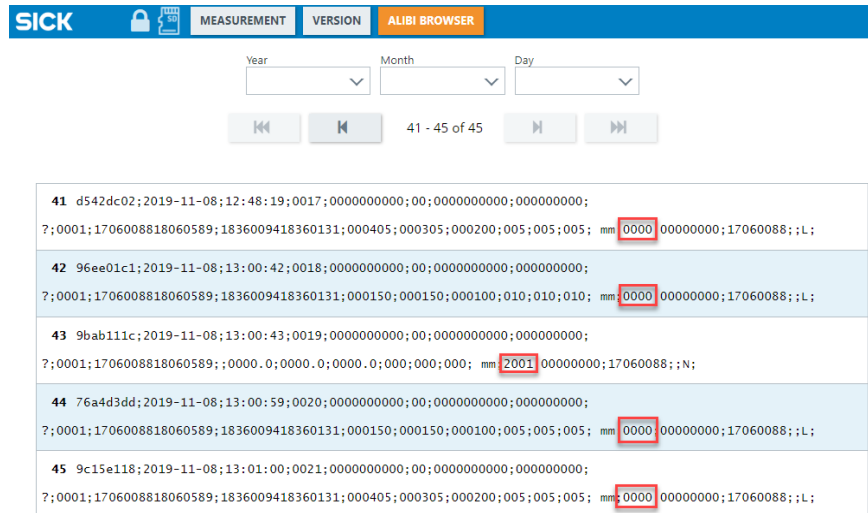 SICK SD MEASUREMENT VERSION ALIBI BROWSER
Year Month Day
41 - 45 of 45
41 d542dc02;2019-11-08;12:48:19;0017;0000000000;00;0000000000;000000000;
?;0001;1706008818060589;1836009418360131;000405;000305;000200;005;005;005; mm;0000;00000000;17060088;;L;
42 96ee01c1;2019-11-08;13:00:42;0018;0000000000;00;0000000000;000000000;
?;0001;1706008818060589;1836009418360131;000150;000150;000100;010;010;010; mm;0000;00000000;17060088;;L;
43 9bab111c;2019-11-08;13:00:43;0019;0000000000;00;0000000000;000000000;
?;0001;1706008818060589;;0000.0;0000.0;0000.0;000;000;000; mm;2001;00000000;17060088;;N;
44 76a4d3dd;2019-11-08;13:00:59;0020;0000000000;00;0000000000;000000000;
?;0001;1706008818060589;1836009418360131;000150;000150;000100;005;005;005; mm;0000;00000000;17060088;;L;
45 9c15e118;2019-11-08;13:01:00;0021;0000000000;00;0000000000;000000000;
?;0001;1706008818060589;1836009418360131;000405;000305;000200;005;005;005; mm;0000;00000000;17060088;;L;